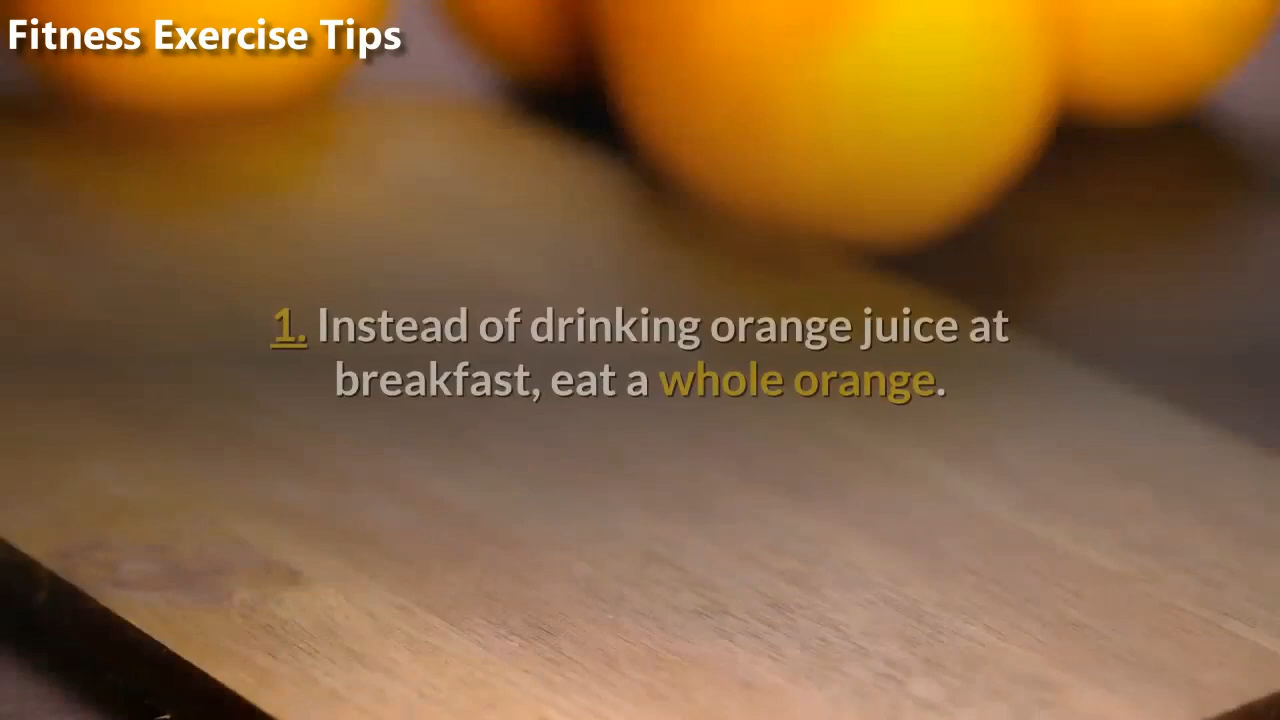 Fitness Exercise Tips
1. Instead of drinking orange juice at
breakfast, eat a whole orange.